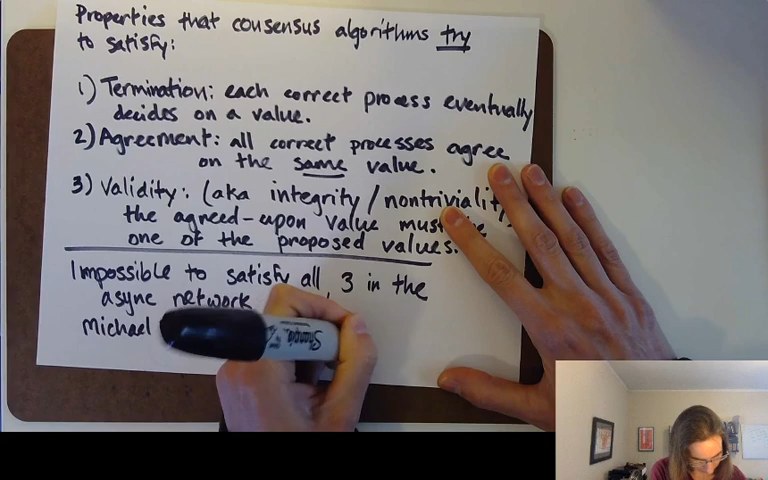 Properties that consensus algorithms try
to satisfy:
1) Termination: each correct process eventually
decides on a value.
2) Agreement: all correct processes agree
on the same value.
3) Validity: (aka integrity / nontriviality
the agreed-upon value must be
one of the proposed values.
Impossible to satisfy all 3 in the
async network
Michael
Sharpie